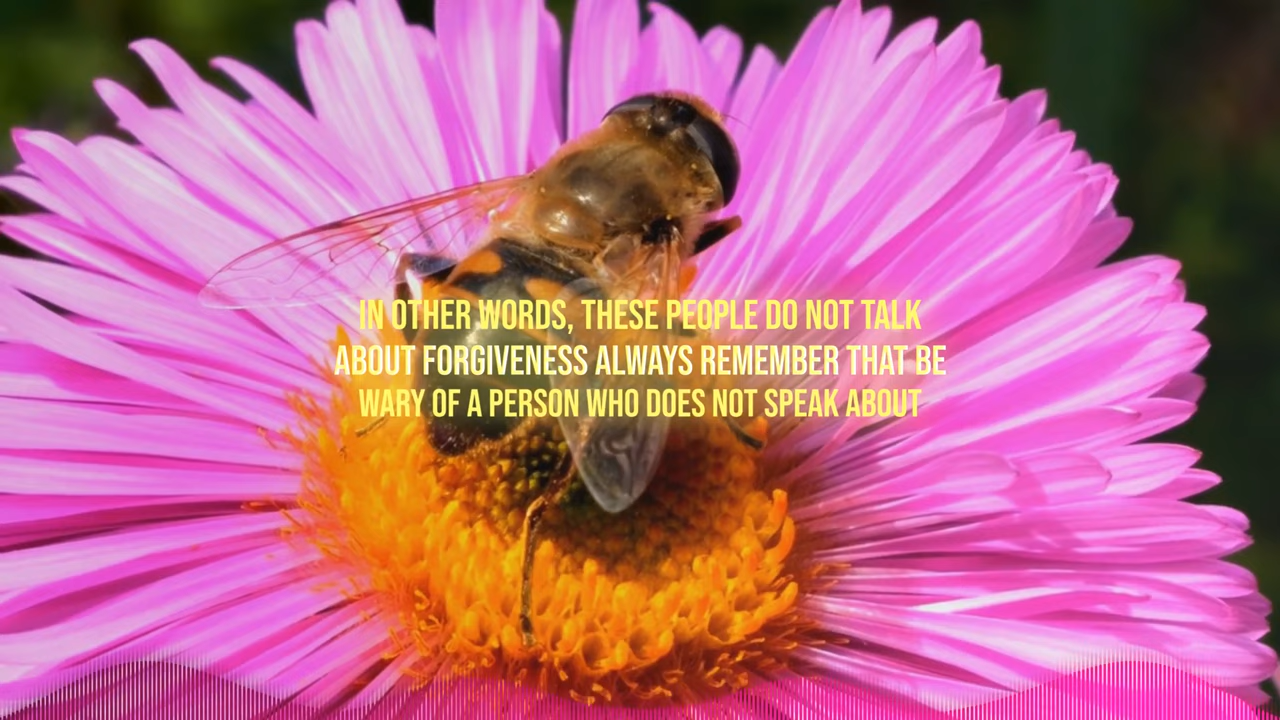 IN OTHER WORDS, THESE PEOPLE DO NOT TALK
ABOUT FORGIVENESS ALWAYS REMEMBER THAT BE
WARY OF A PERSON WHO DOES NOT SPEAK ABOUT